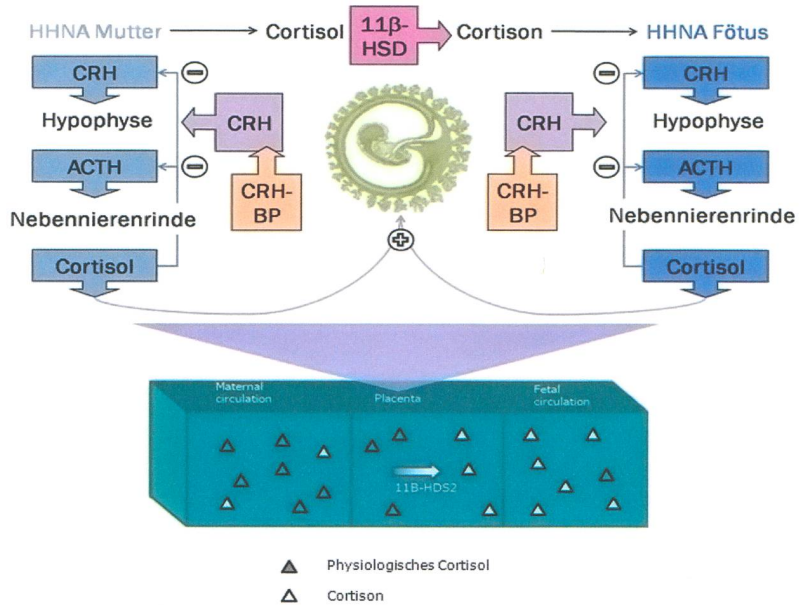 HHNA Mutter
Cortisol
11β-
HSD
Cortison
HHNA Fötus
CRH
Hypophyse
ACTH
Nebennierenrinde
Cortisol
CRH
CRH-
BP
CRH
CRH-
BP
CRH
Hypophyse
ACTH
Nebennierenrinde
Cortisol
Maternal
circulation
Placenta
Fetal
circulation
11B-HDS2
Physiologisches Cortisol
Cortison